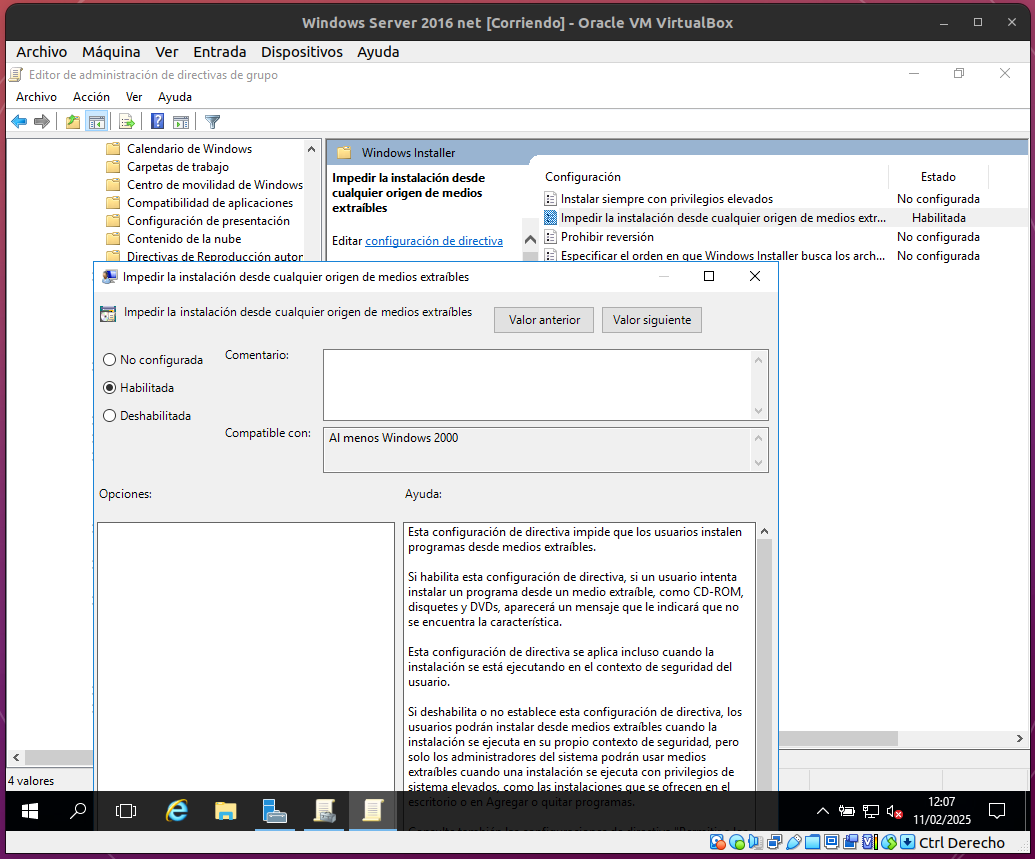 Windows Server 2016 net [Corriendo] - Oracle VM VirtualBox
Archivo Máquina Ver Entrada Dispositivos Ayuda
Editor de administración de directivas de grupo
Archivo Acción Ver Ayuda
Calendario de Windows
Carpetas de trabajo
Centro de movilidad de Windows
Compatibilidad de aplicaciones
Configuración de presentación
Contenido de la nube
Directivas de Reproducción autor
Windows Installer
Impedir la instalación desde
cualquier origen de medios
extraíbles
Editar configuración de directiva
Configuración Estado
Instalar siempre con privilegios elevados No configurada
Impedir la instalación desde cualquier origen de medios extr... Habilitada
Prohibir reversión No configurada
Especificar el orden en que Windows Installer busca los arch... No configurada
Impedir la instalación desde cualquier origen de medios extraíbles
Impedir la instalación desde cualquier origen de medios extraíbles
Valor anterior Valor siguiente
No configurada
Habilitada
Deshabilitada
Comentario:
Compatible con:
Al menos Windows 2000
Opciones:
Ayuda:
Esta configuración de directiva impide que los usuarios instalen
programas desde medios extraíbles.
Si habilita esta configuración de directiva, si un usuario intenta
instalar un programa desde un medio extraíble, como CD-ROM,
disquetes y DVDs, aparecerá un mensaje que le indicará que no
se encuentra la característica.
Esta configuración de directiva se aplica incluso cuando la
instalación se está ejecutando en el contexto de seguridad del
usuario.
Si deshabilita o no establece esta configuración de directiva, los
usuarios podrán instalar desde medios extraíbles cuando la
instalación se ejecuta en su propio contexto de seguridad, pero
solo los administradores del sistema podrán usar medios
extraíbles cuando una instalación se ejecuta con privilegios de
sistema elevados, como las instalaciones que se ofrecen en el
escritorio o en Agregar o quitar programas.
4 valores
12:07
11/02/2025
Ctrl Derecho